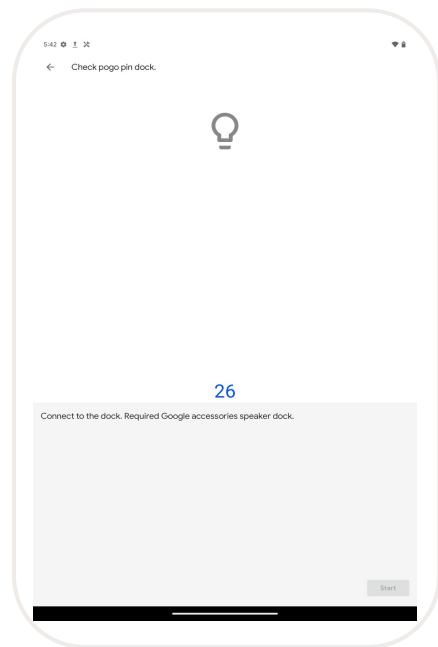 5:42
Check pogo pin dock.
26
Connect to the dock. Required Google accessories speaker dock.
Start